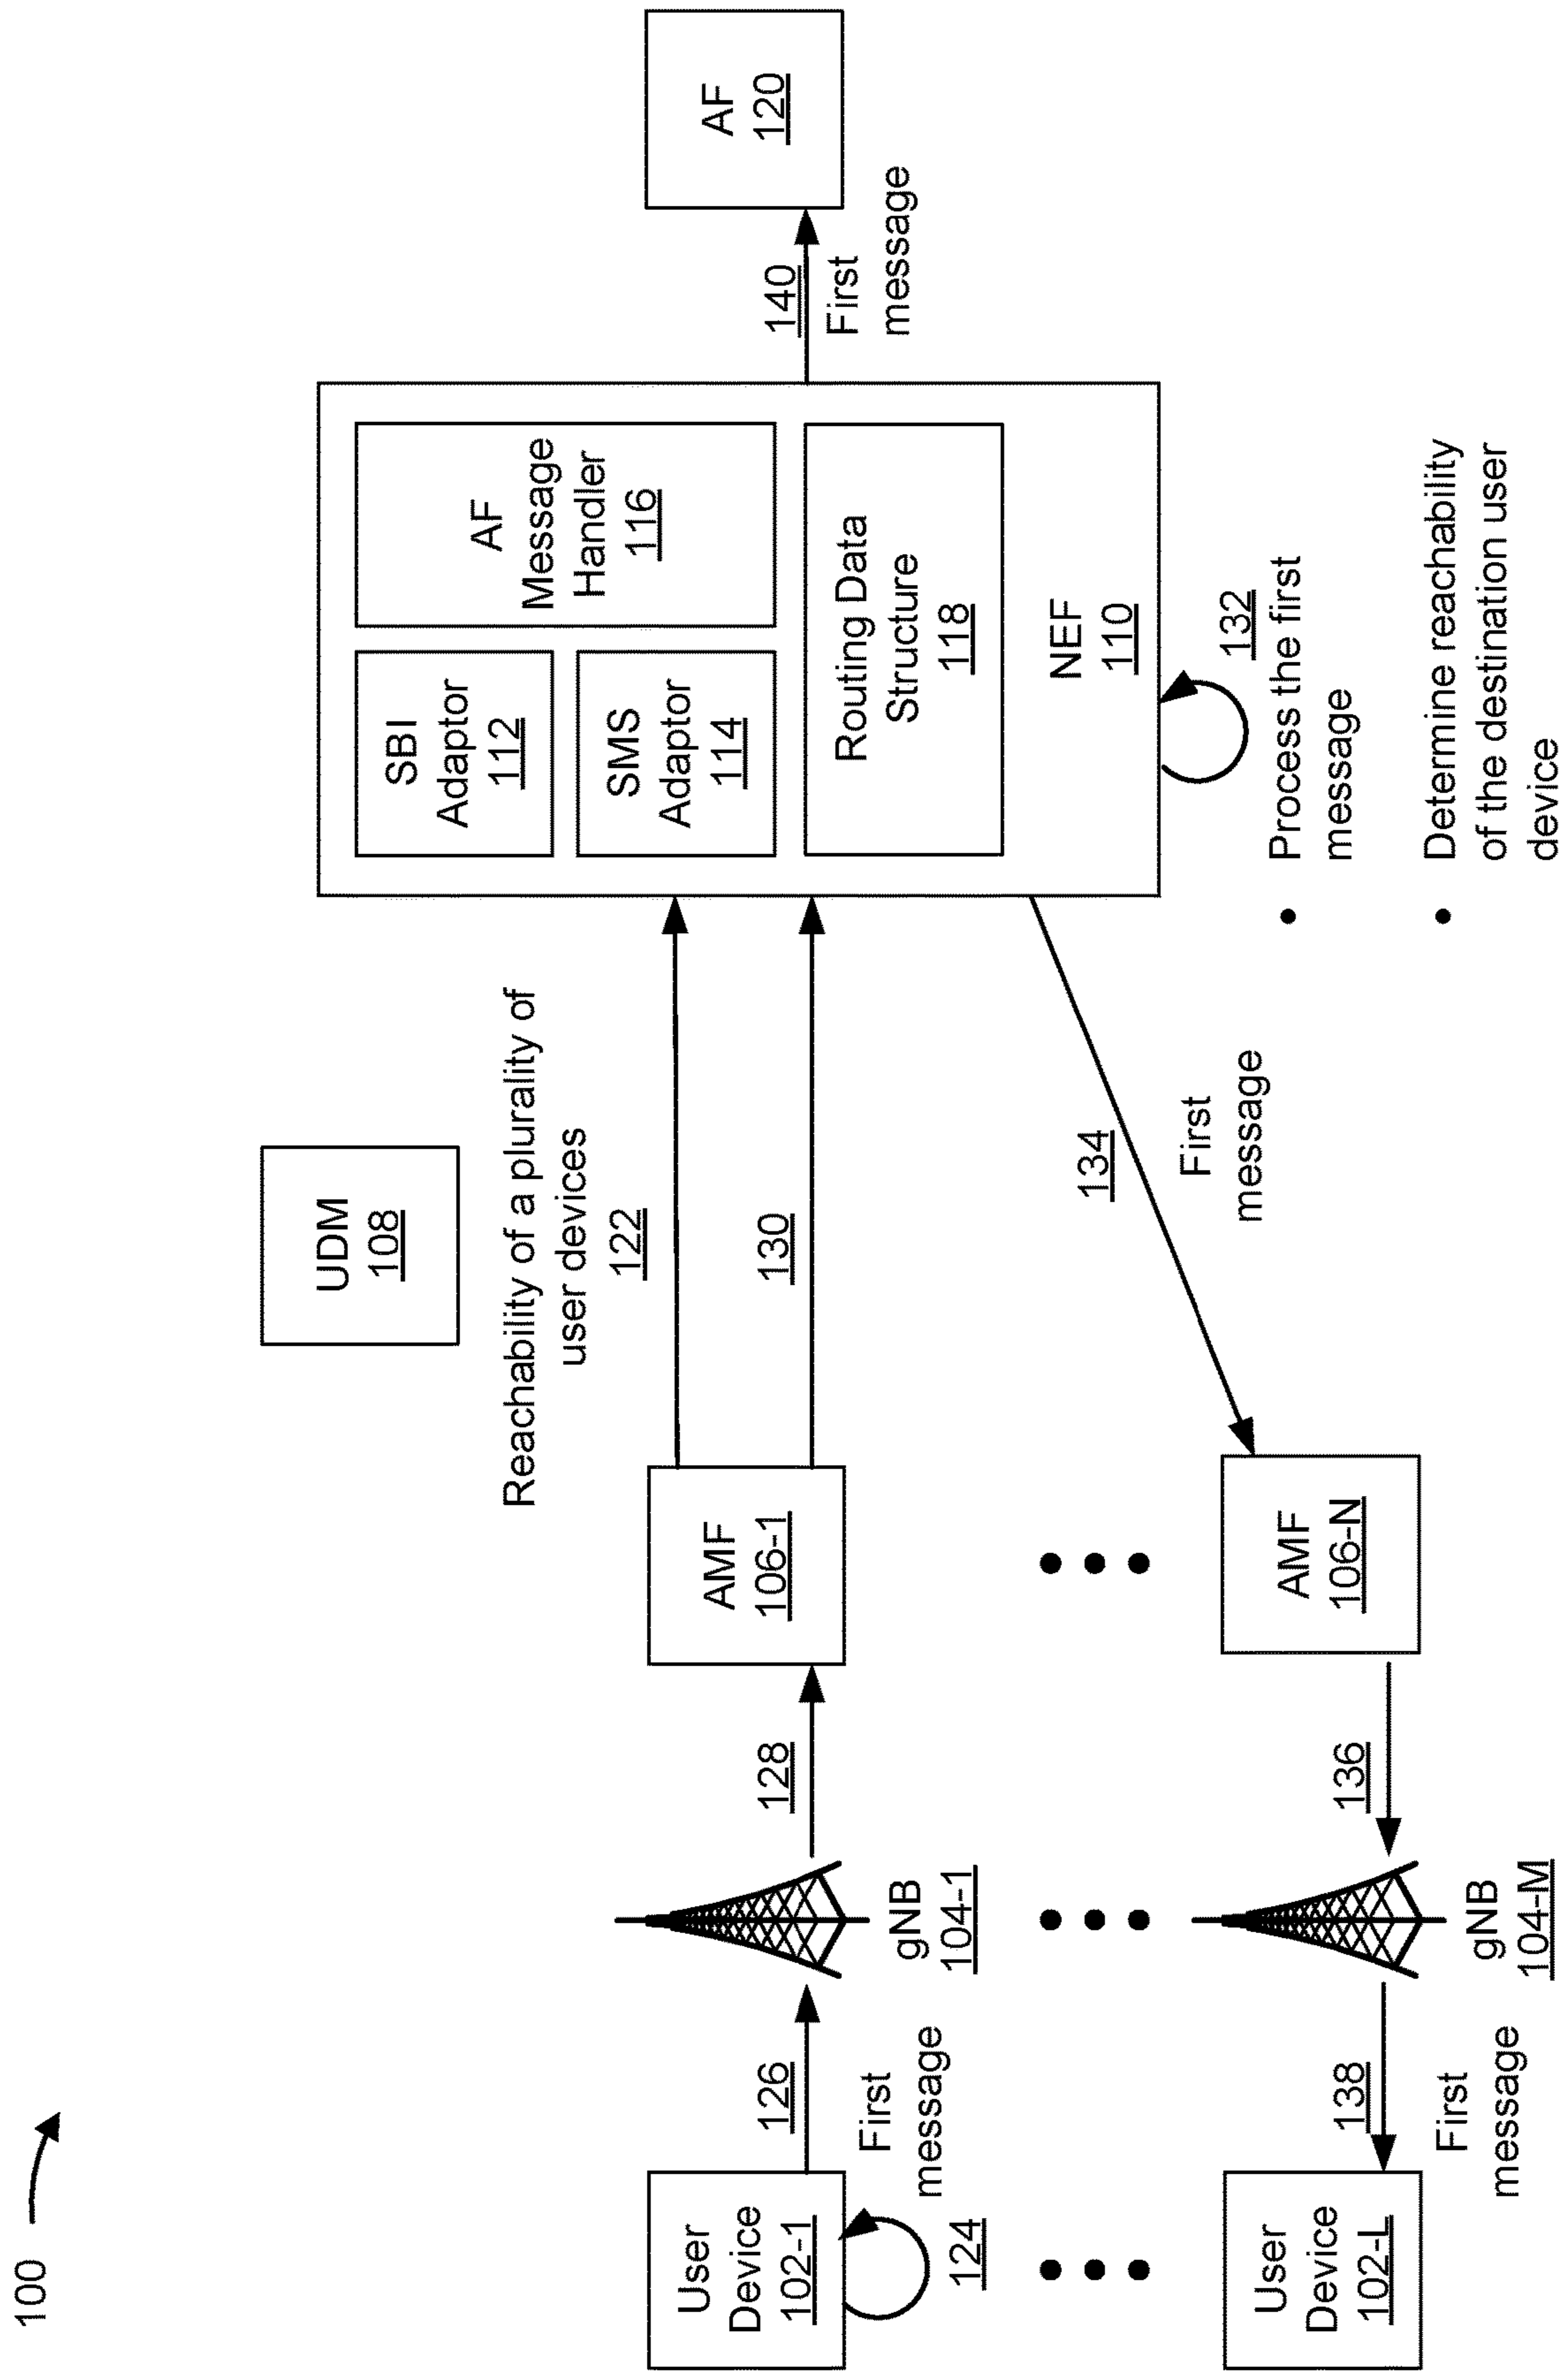 100
UDM
108
Reachability of a plurality of
user devices
122
130
SBI
Adaptor
112
SMS
Adaptor
114
AF
Message
Handler
116
Routing Data
Structure
118
NEF
110
140
First
message
AF
120
User
Device
102-1
124
126
First
message
gNB
104-1
128
AMF
106-1
132
• Process the first
message
• Determine reachability
of the destination user
device
134
First
message
AMF
106-N
136
gNB
104-M
138
First
message
User
Device
102-L